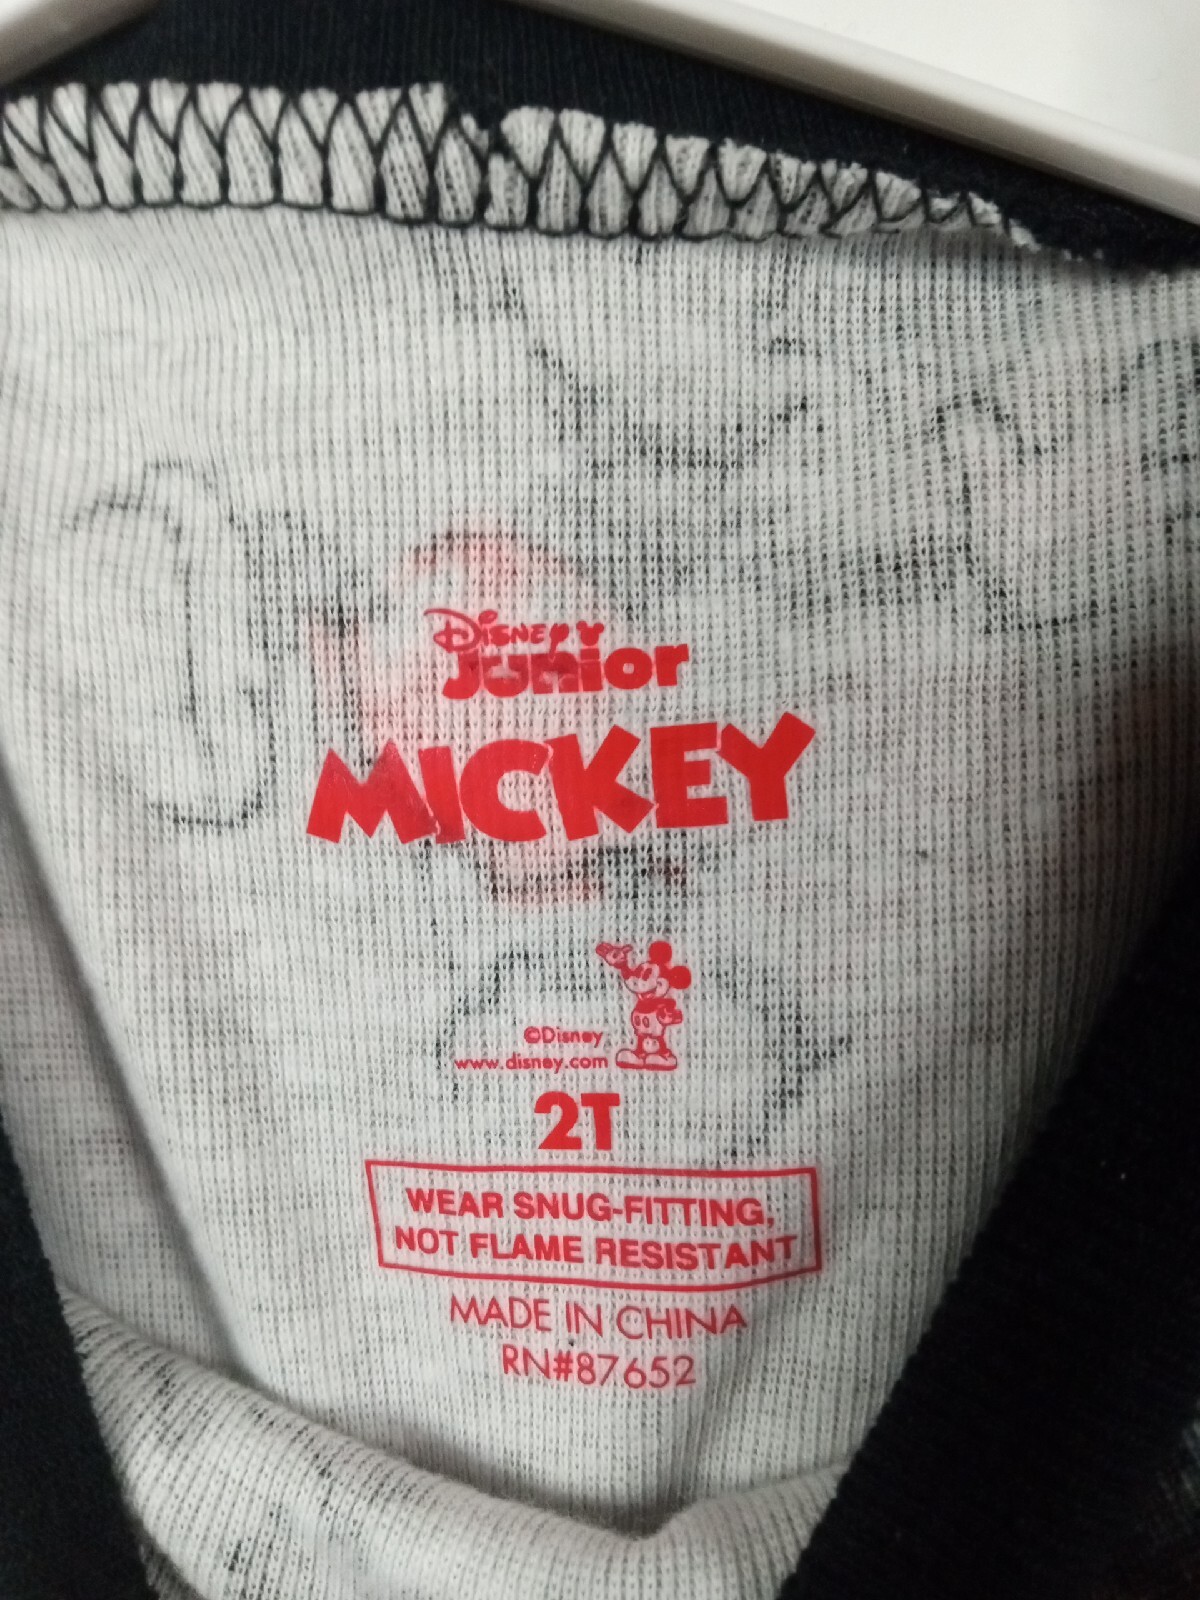 Disney
Junior
MICKEY
©Disney
www.disney.com
2T
WEAR SNUG-FITTING,
NOT FLAME RESISTANT
MADE IN CHINA
RN#87652